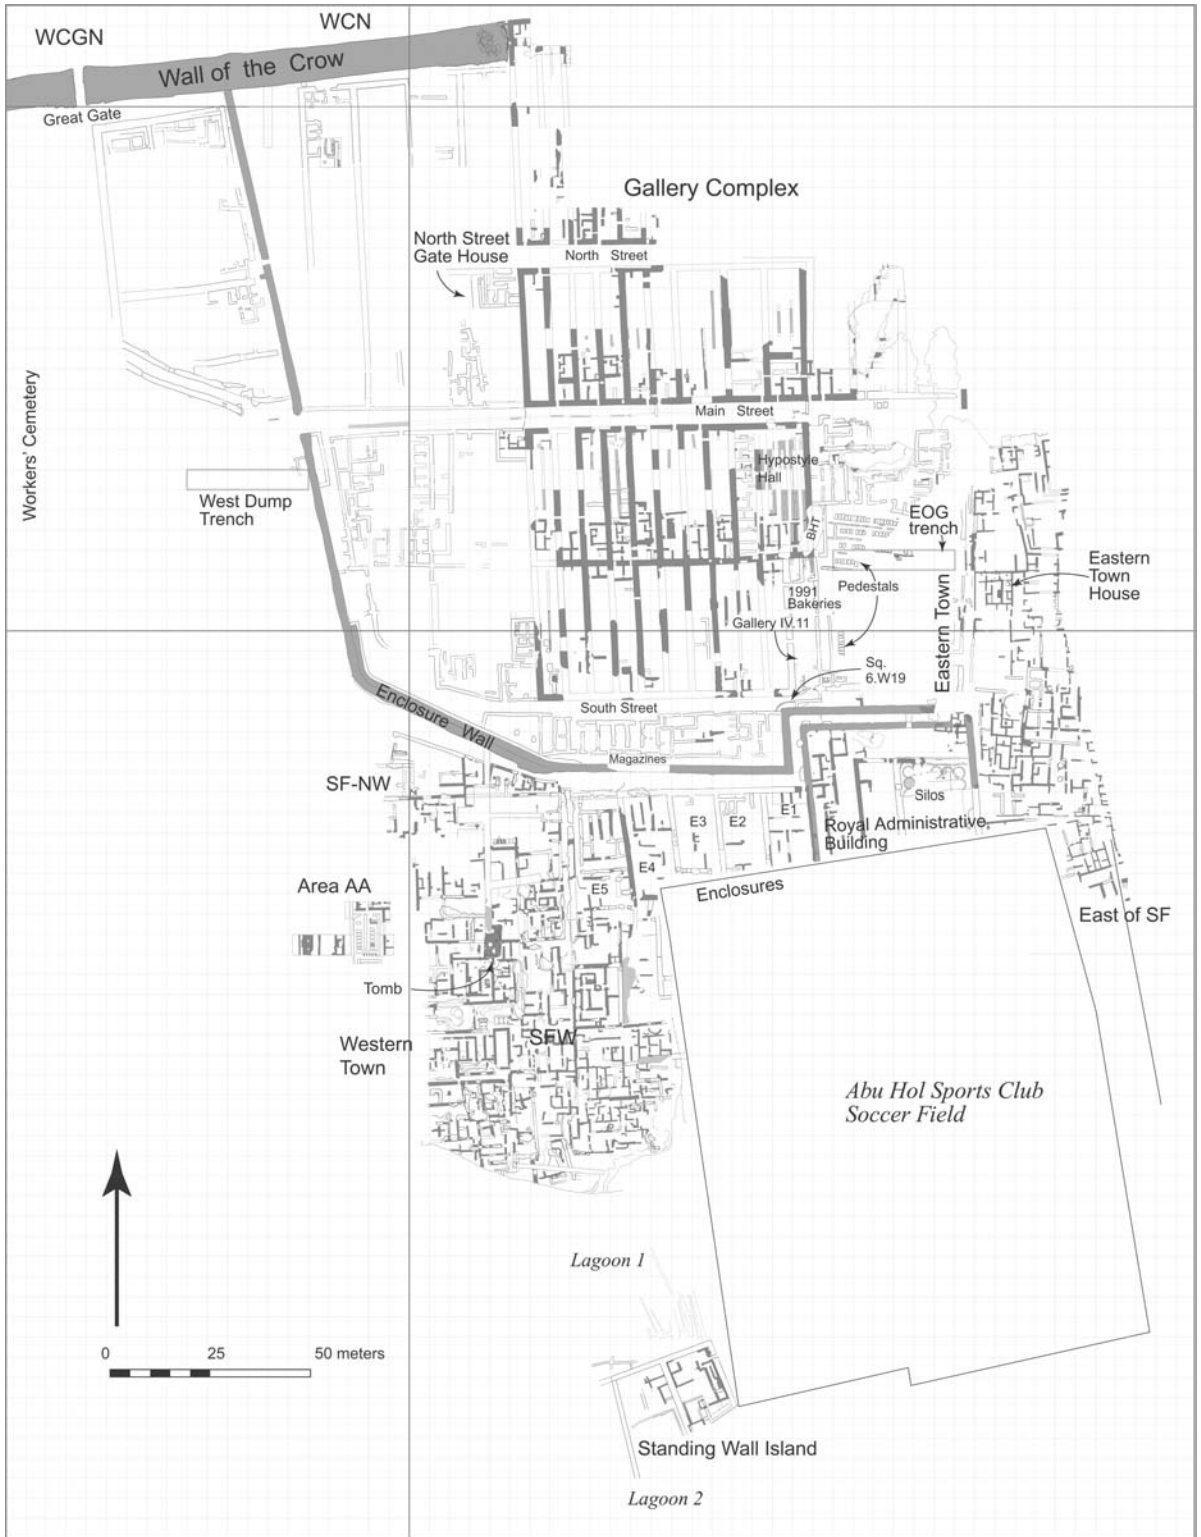 WCGN
WCN
Wall of the Crow
Great Gate
Gallery Complex
North Street
Gate House
North Street
Workers' Cemetery
Main Street
West Dump
Trench
Hypostyle
Hall
BHT
EOG
trench
Eastern
Town
House
Pedestals
1991
Bakeries
Gallery IV.11
Eastern Town
Sq.
6.W19
South Street
Enclosure Wall
Magazines
SF-NW
Silos
E1
E2
E3
E4
E5
Royal Administrative
Building
Enclosures
Area AA
East of SF
Tomb
SFW
Western
Town
Abu Hol Sports Club
Soccer Field
Lagoon 1
0 25 50 meters
Standing Wall Island
Lagoon 2